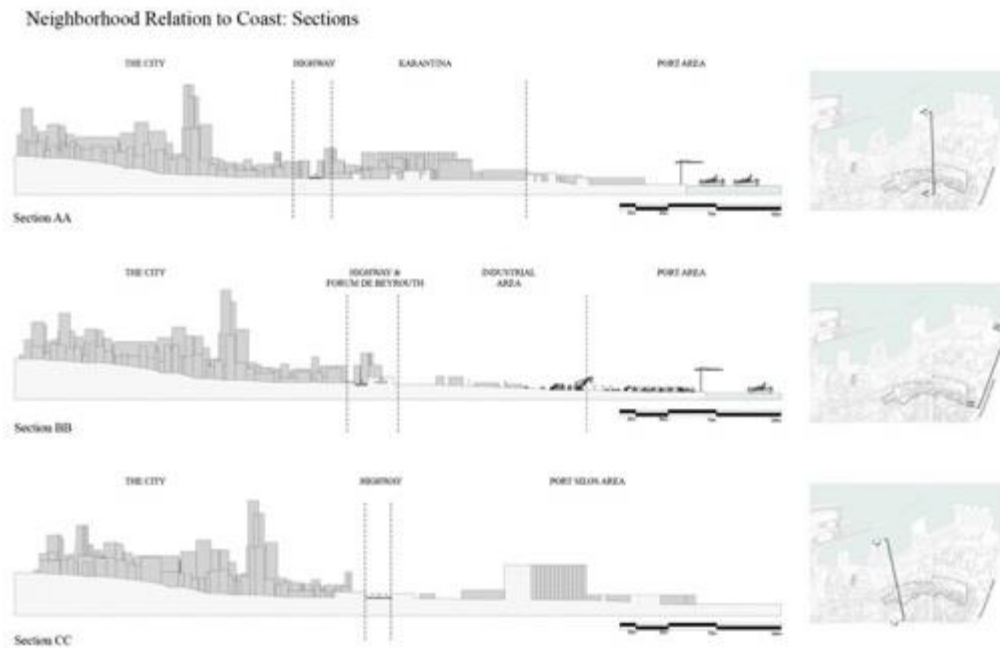 Neighborhood Relation to Coast: Sections
THE CITY
HIGHWAY
KARANTINA
PORT AREA
Section AA
THE CITY
HIGHWAY &
FORUM DE BEYROUTH
INDUSTRIAL
AREA
PORT AREA
Section BB
THE CITY
HIGHWAY
PORT SILOS AREA
Section CC